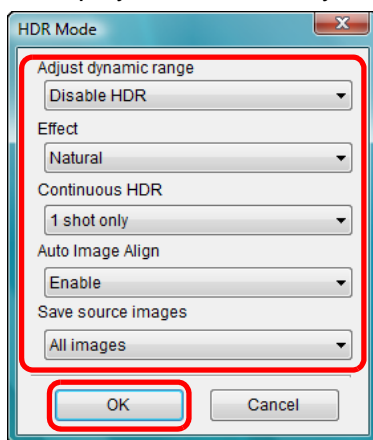 HDR Mode
Adjust dynamic range
Disable HDR
Effect
Natural
Continuous HDR
1 shot only
Auto Image Align
Enable
Save source images
All images
OK Cancel